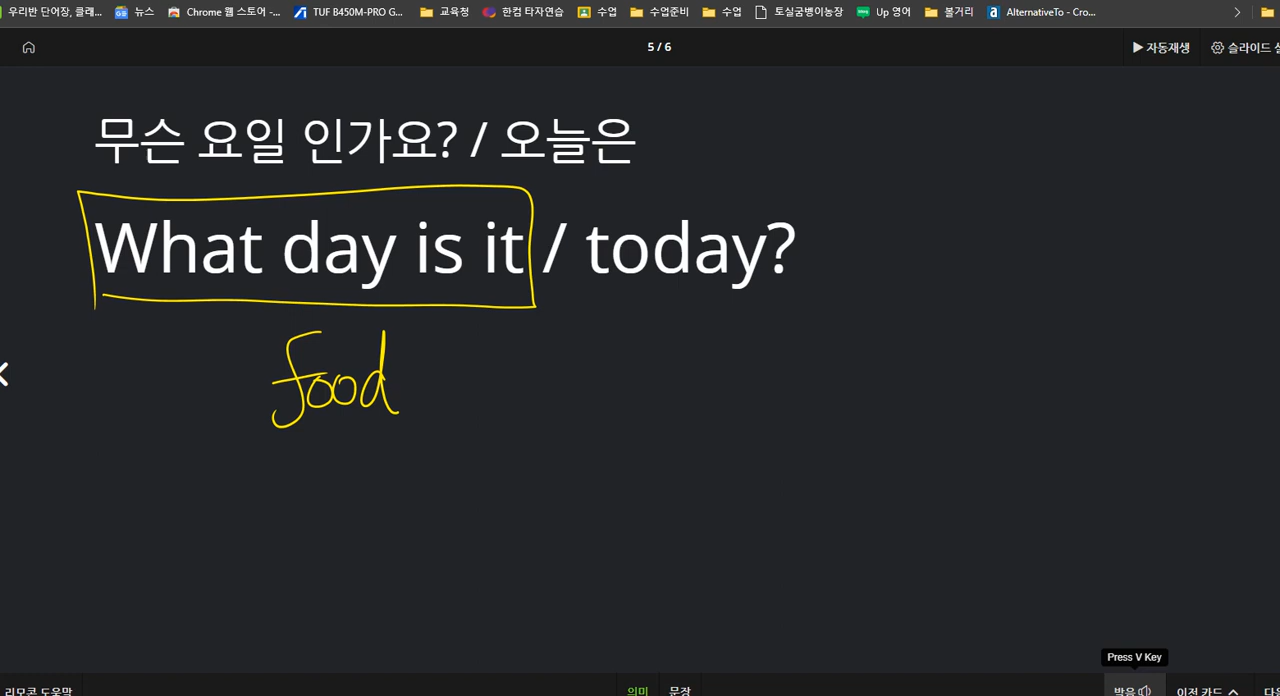 우리반 단어장, 클래... 뉴스 Chrome 웹 스토어 -... TUF B450M-PRO G... 교육청 한컴 타자연습 수업 수업준비 수업 토실굼벵이농장 Up 영어 볼거리 AlternativeTo - Cro...
5 / 6 자동재생 슬라이드
무슨 요일 인가요? / 오늘은
What day is it / today?
food
Press V Key
리모콘 도움말 의미 문장 발음 이전 카드